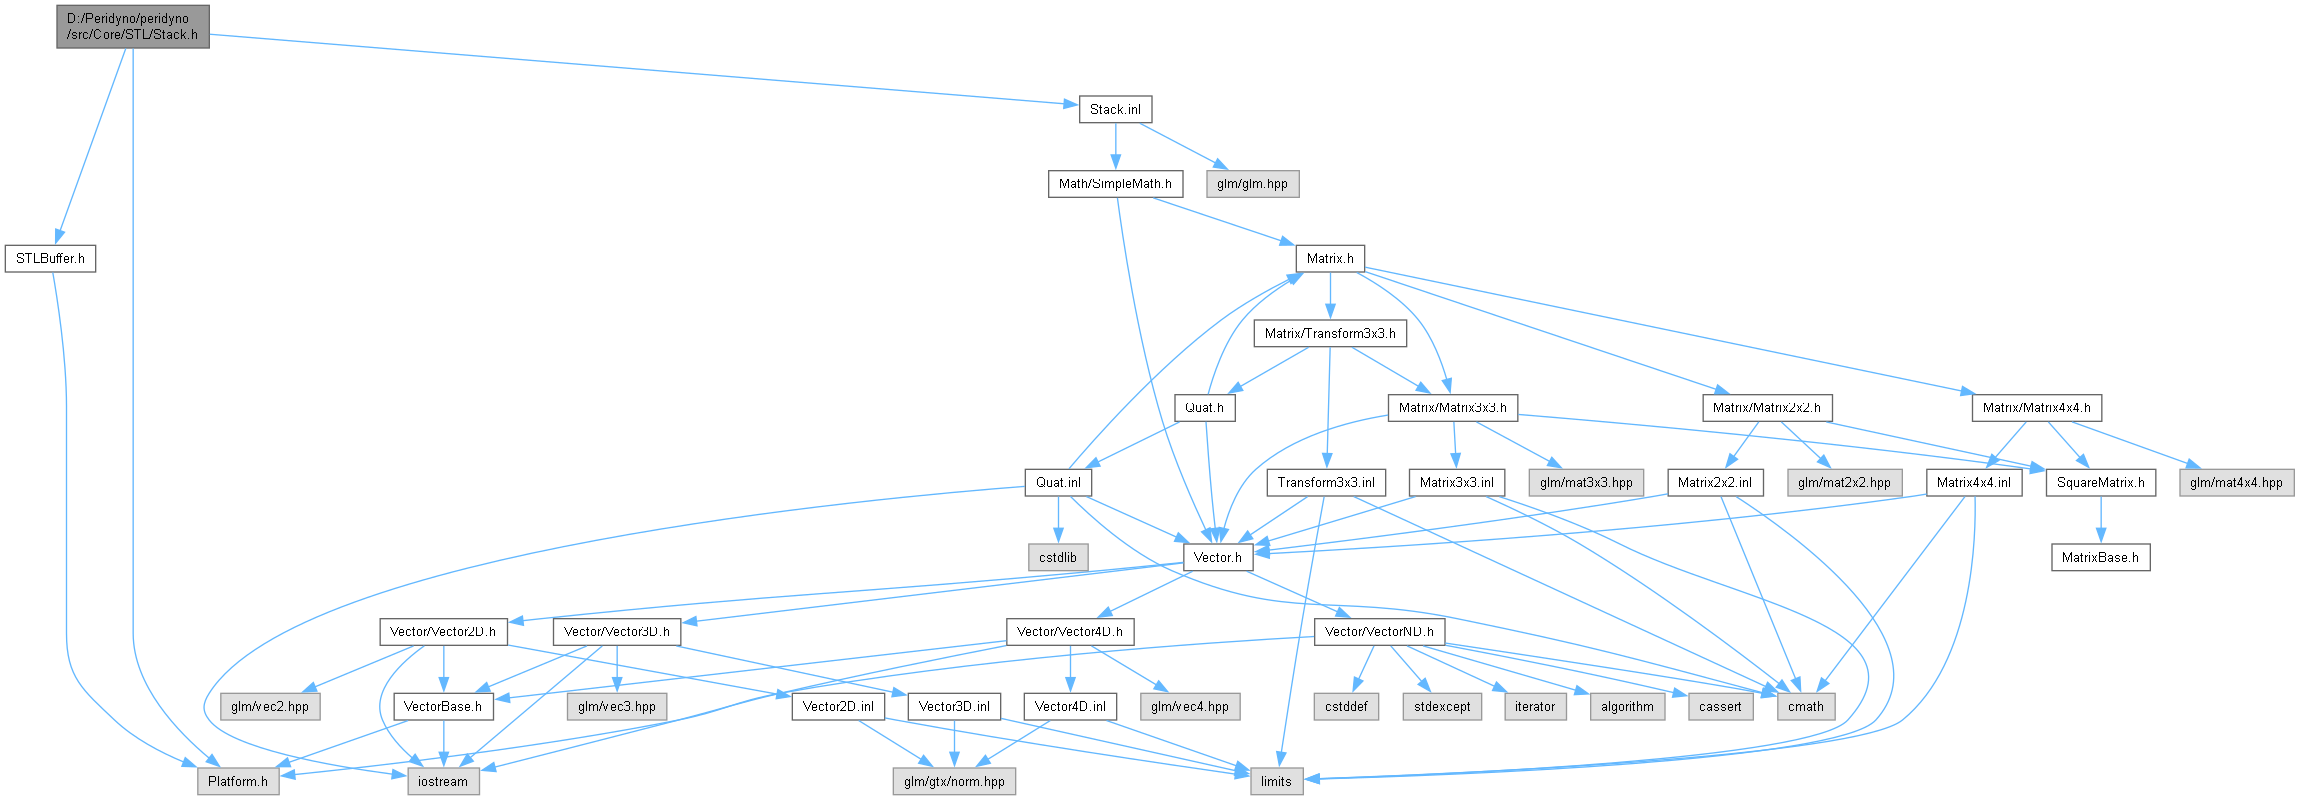 D:/Peridyno/peridyno
/src/Core/STL/Stack.h
Stack.inl
Math/SimpleMath.h
glm/glm.hpp
STLBuffer.h
Matrix.h
Matrix/Transform3x3.h
Quat.h
Matrix/Matrix3x3.h
Matrix/Matrix2x2.h
Matrix/Matrix4x4.h
Quat.inl
Transform3x3.inl
Matrix3x3.inl
glm/mat3x3.hpp
Matrix2x2.inl
glm/mat2x2.hpp
Matrix4x4.inl
SquareMatrix.h
glm/mat4x4.hpp
cstdlib
Vector.h
MatrixBase.h
Vector/Vector2D.h
Vector/Vector3D.h
Vector/Vector4D.h
Vector/VectorND.h
glm/vec2.hpp
VectorBase.h
glm/vec3.hpp
Vector2D.inl
Vector3D.inl
Vector4D.inl
glm/vec4.hpp
cstddef
stdexcept
iterator
algorithm
cassert
cmath
Platform.h
iostream
glm/gtx/norm.hpp
limits